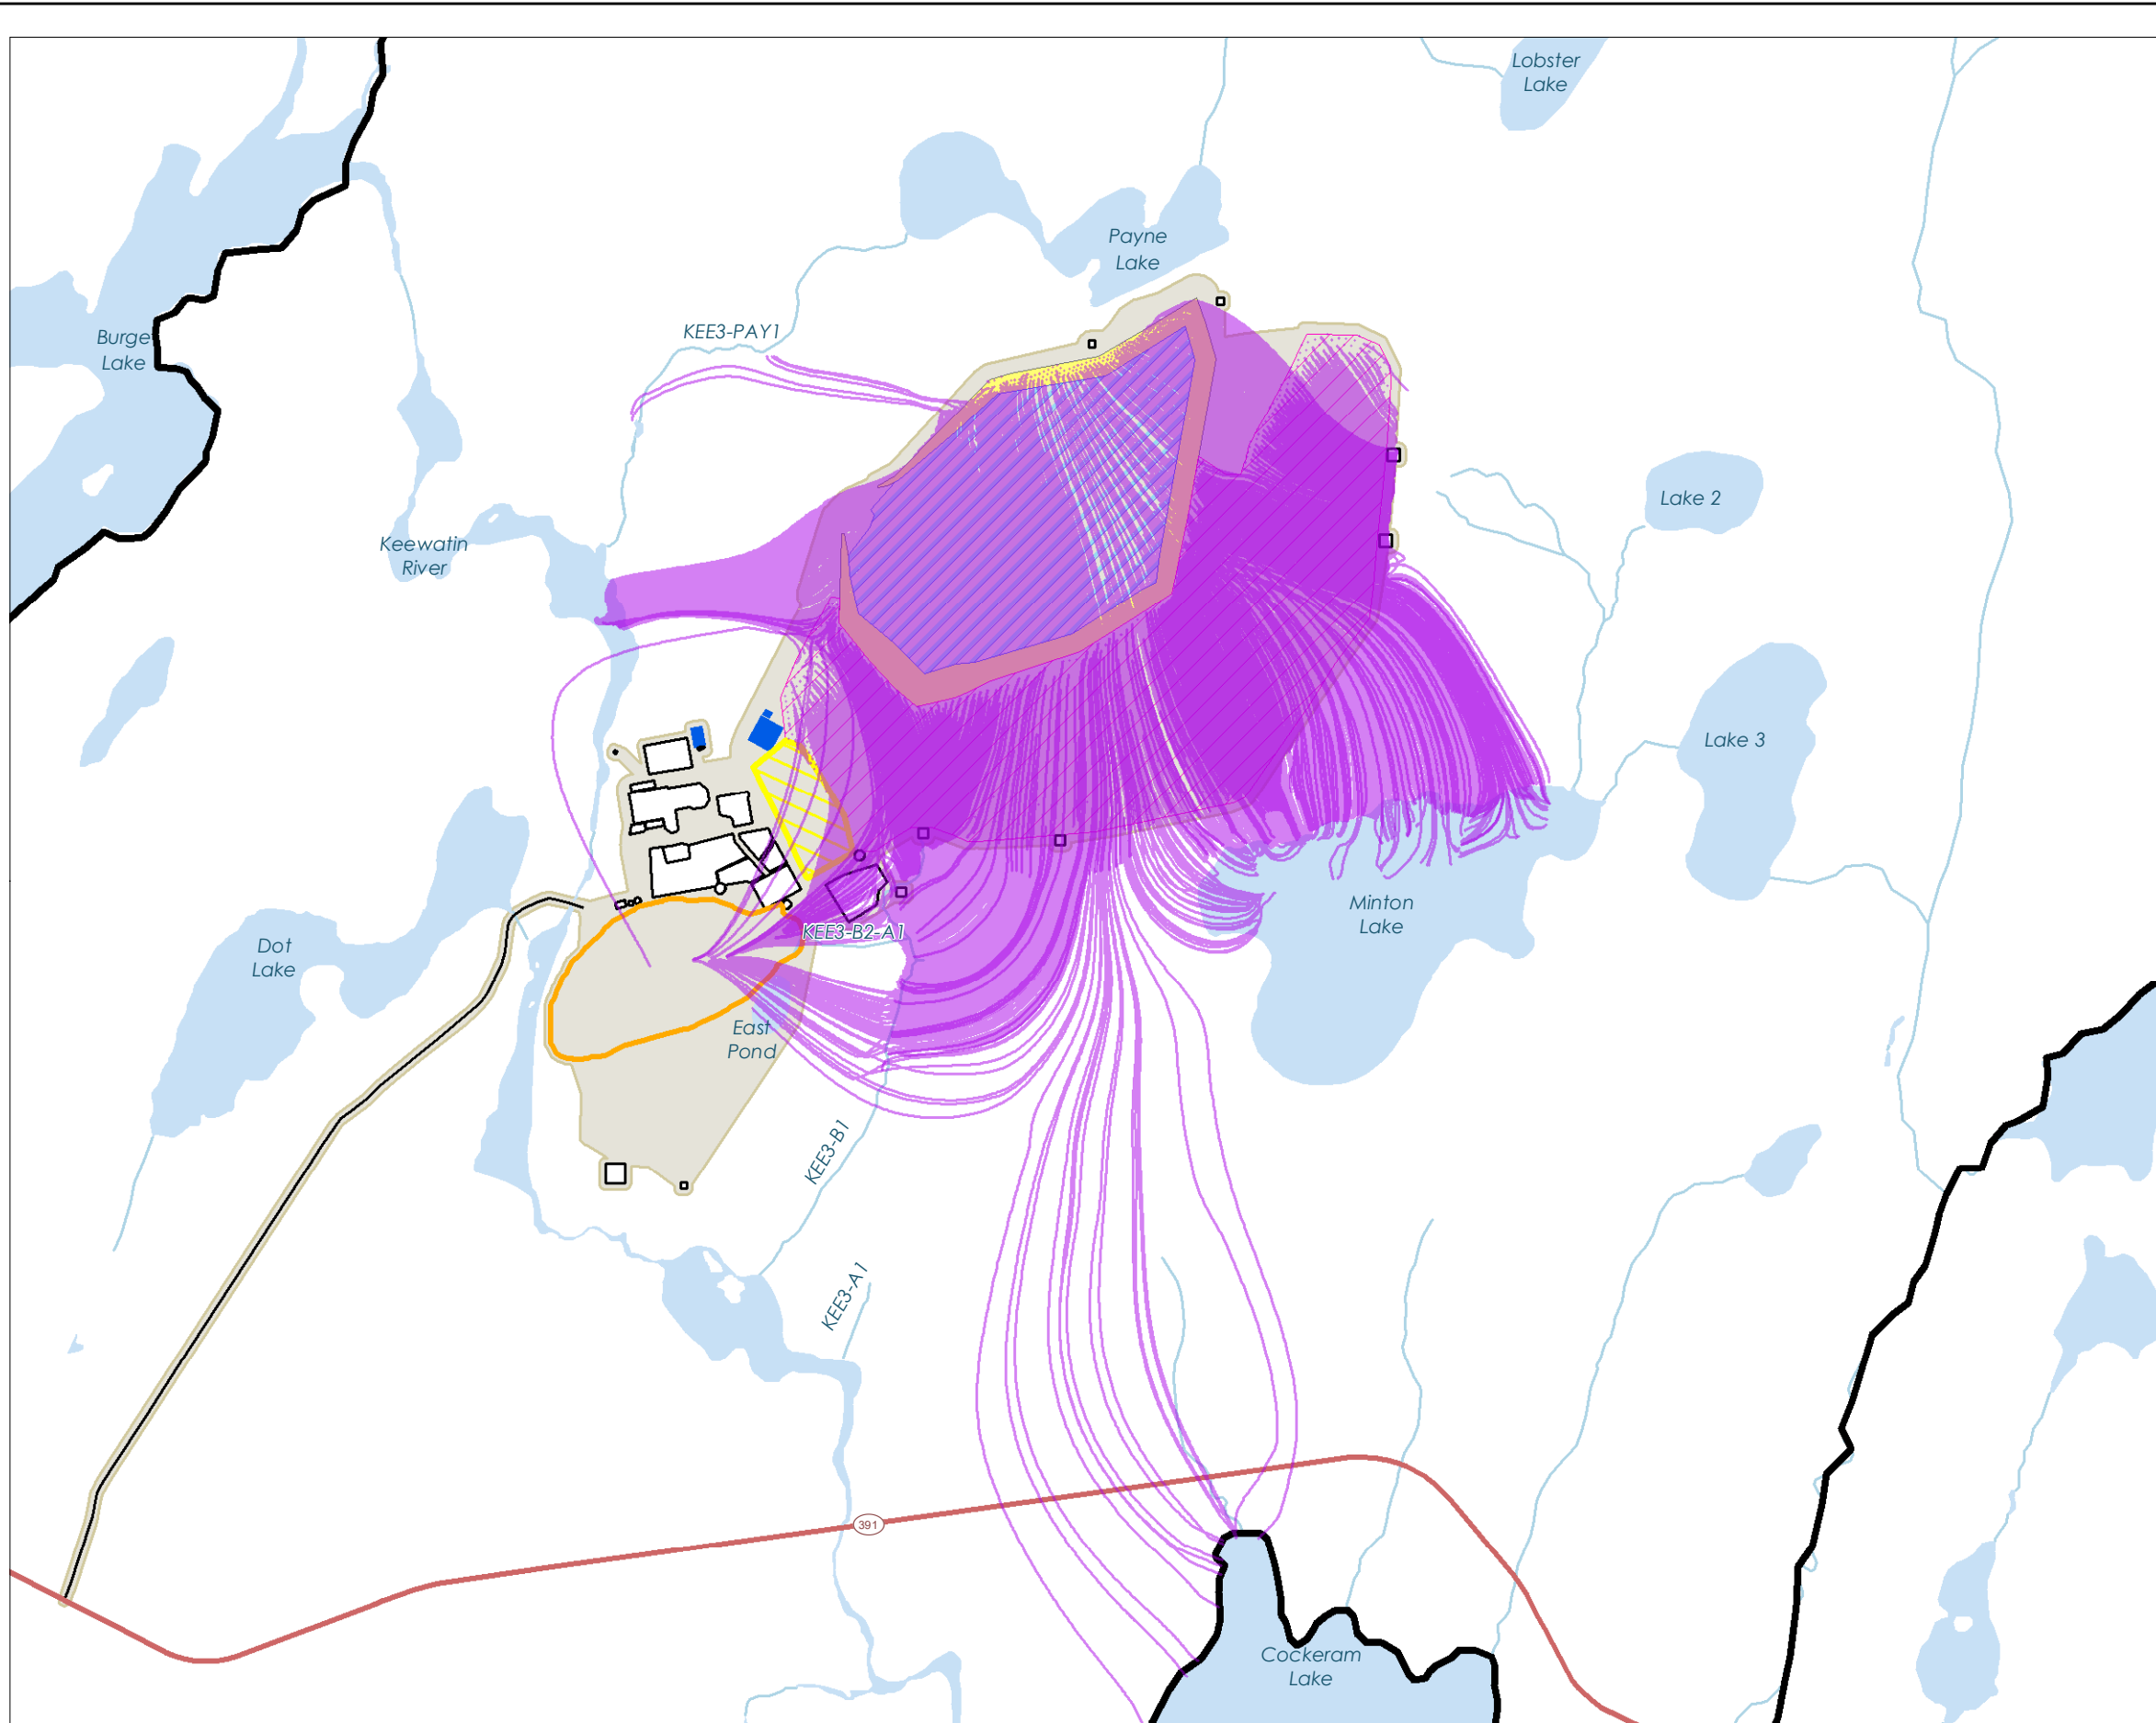 Lobster
Lake
Payne
Lake
KEE3-PAY1
Burge
Lake
Lake 2
Keewatin
River
Lake 3
Minton
Lake
KEE3-B2-A1
Dot
Lake
East
Pond
KEE3-B1
KEE3-A1
391
Cockeram
Lake